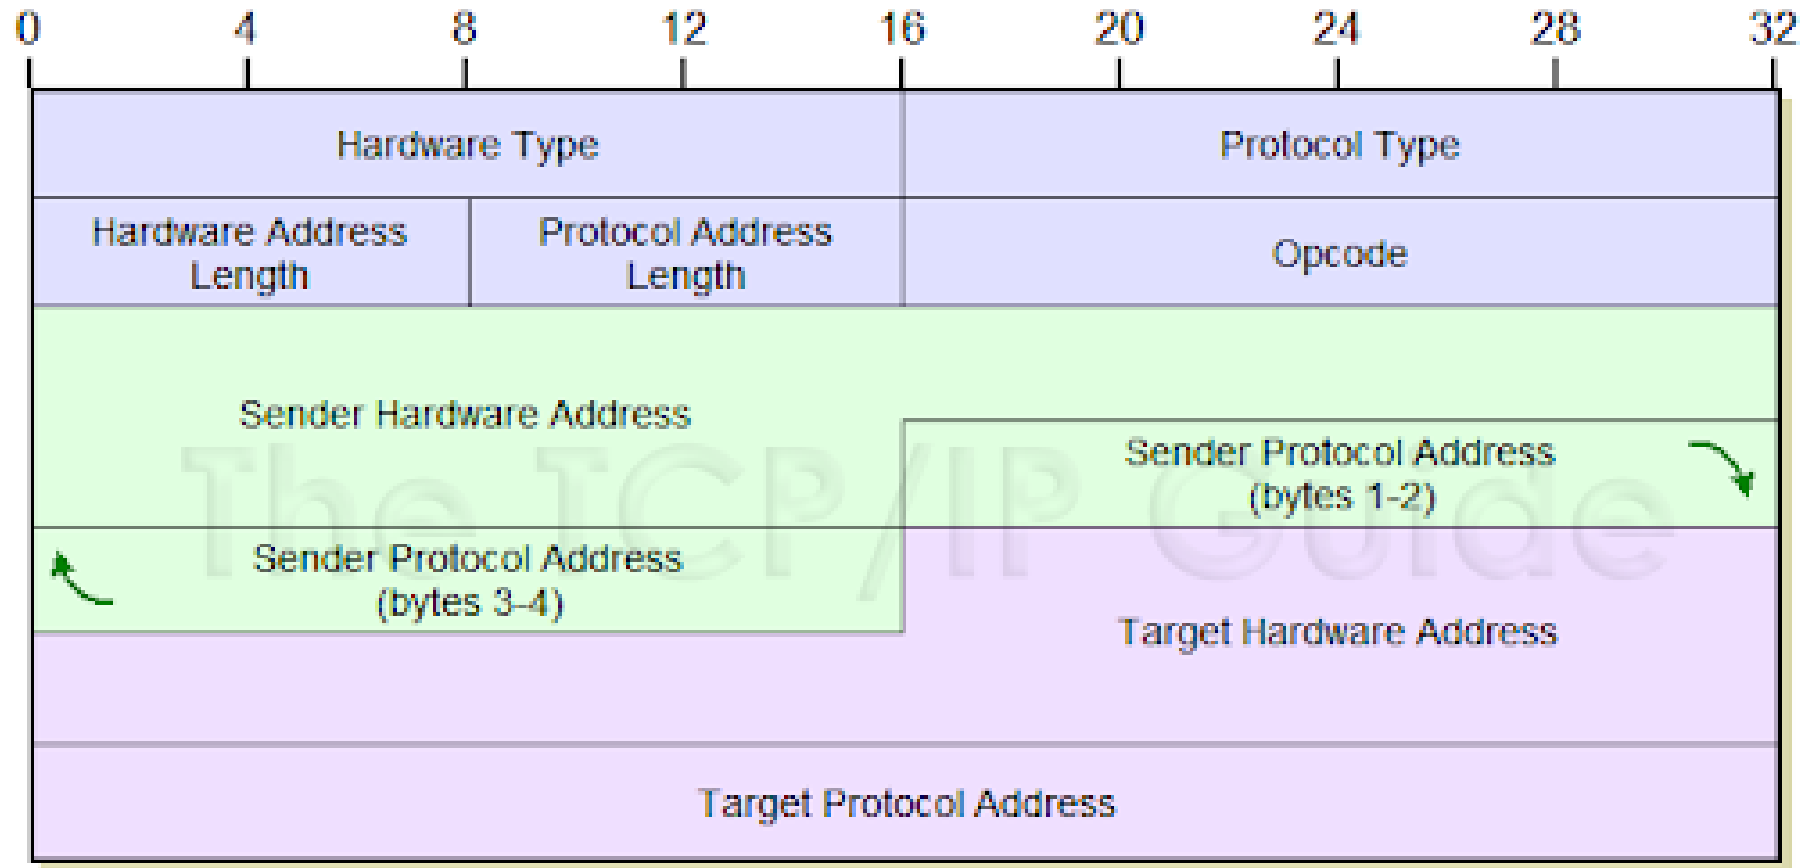 0 4 8 12 16 20 24 28 32
Hardware Type
Protocol Type
Hardware Address
Length
Protocol Address
Length
Opcode
Sender Hardware Address
Sender Protocol Address
(bytes 1-2)
The TCP/IP Guide
Sender Protocol Address
(bytes 3-4)
Target Hardware Address
Target Protocol Address